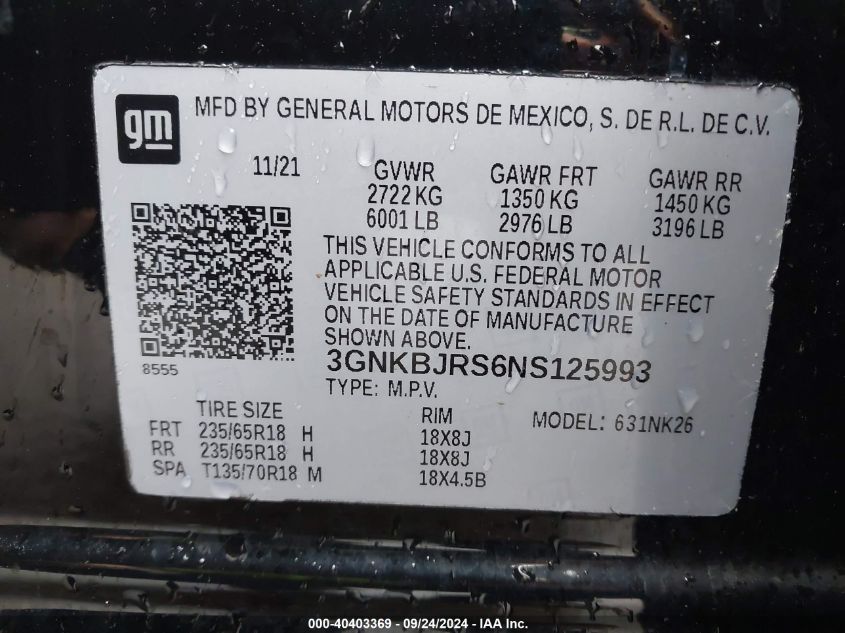 gm
MFD BY GENERAL MOTORS DE MEXICO, S. DE R.L. DE C.V.
11/21 GVWR GAWR FRT GAWR RR
2722 KG 1350 KG 1450 KG
6001 LB 2976 LB 3196 LB
THIS VEHICLE CONFORMS TO ALL
APPLICABLE U.S. FEDERAL MOTOR
VEHICLE SAFETY STANDARDS IN EFFECT
ON THE DATE OF MANUFACTURE
SHOWN ABOVE.
8555 3GNKBJRS6NS125993
TYPE: M.P.V.
TIRE SIZE RIM MODEL: 631NK26
FRT 235/65R18 H 18X8J
RR 235/65R18 H 18X8J
SPA T135/70R18 M 18X4.5B
000-40403369 - 09/24/2024 - IAA Inc.